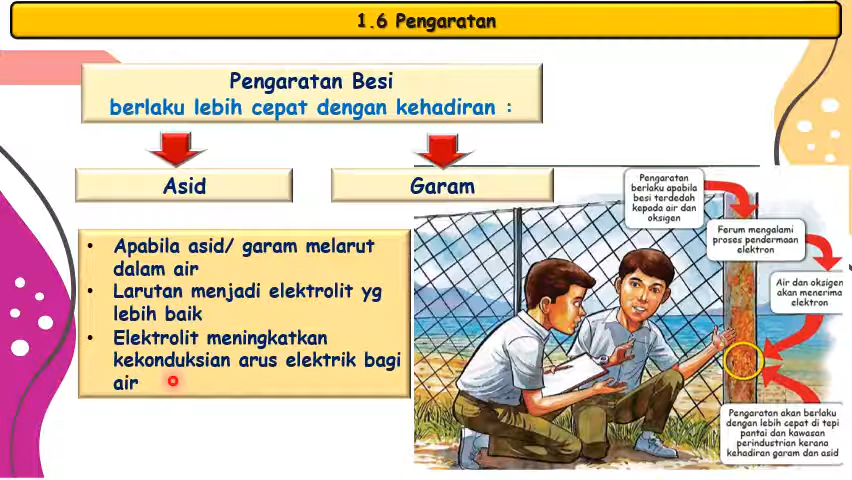 1.6 Pengaratan
Pengaratan Besi
berlaku lebih cepat dengan kehadiran :
Asid
Garam
• Apabila asid/ garam melarut
dalam air
• Larutan menjadi elektrolit yg
lebih baik
• Elektrolit meningkatkan
kekonduksian arus elektrik bagi
air
Pengaratan
berlaku apabila
besi terdedah
kepada air dan
oksigen
Ferum mengalami
proses pendermaan
elektron
Air dan oksigen
akan menerima
elektron
Pengaratan akan berlaku
dengan lebih cepat di tepi
pantai dan kawasan
perindustrian kerana
kehadiran garam dan asid